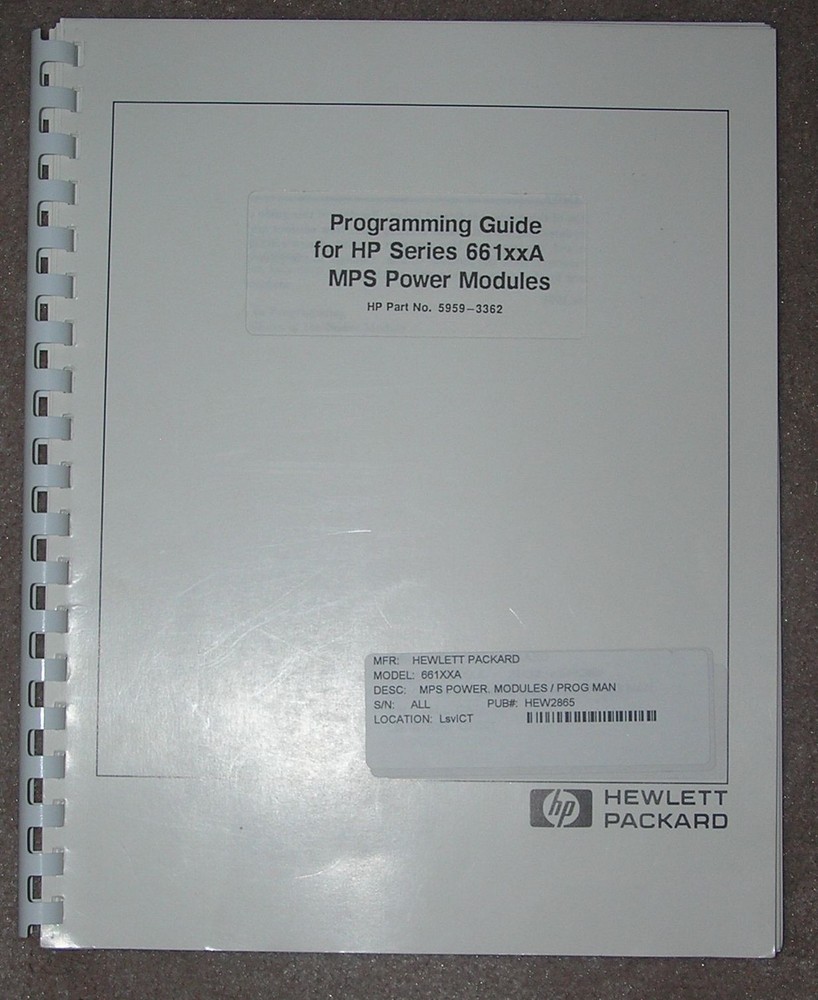 Programming Guide
for HP Series 661xxA
MPS Power Modules
HP Part No. 5959-3362
MFR: HEWLETT PACKARD
MODEL: 661XXA
DESC: MPS POWER. MODULES / PROG MAN
S/N: ALL PUB#: HEW2865
LOCATION: LsvICT
hp HEWLETT
PACKARD